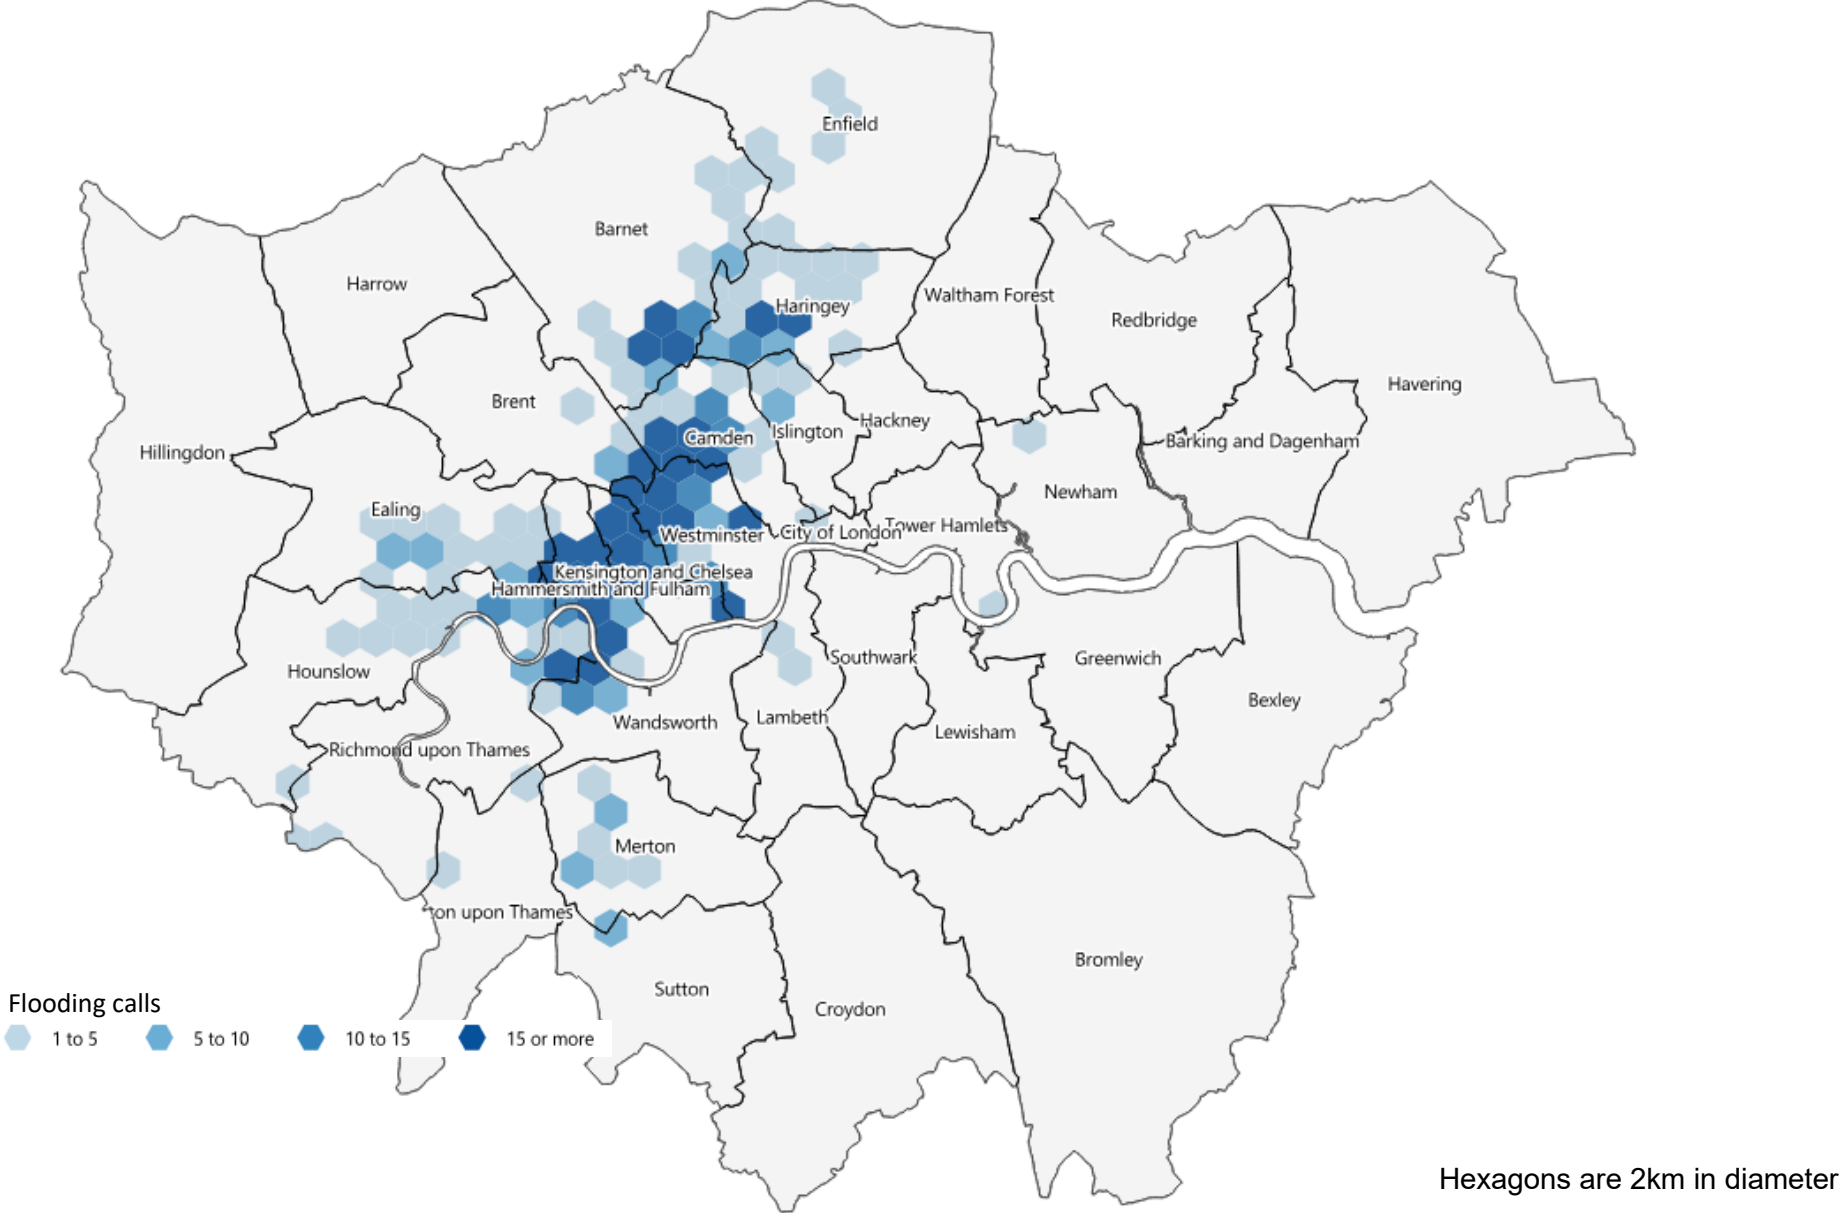 Enfield
Barnet
Harrow
Haringey
Waltham Forest
Redbridge
Havering
Brent
Hackney
Islington
Camden
Barking and Dagenham
Hillingdon
Newham
Ealing
Tower Hamlets
City of London
Westminster
Kensington and Chelsea
Hammersmith and Fulham
Southwark
Greenwich
Hounslow
Bexley
Lambeth
Wandsworth
Lewisham
Richmond upon Thames
Merton
ton upon Thames
Bromley
Sutton
Croydon
Flooding calls
1 to 5
5 to 10
10 to 15
15 or more
Hexagons are 2km in diameter